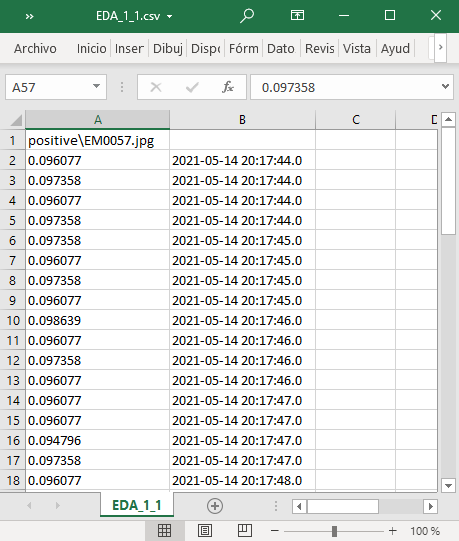 EDA_1_1.csv
Archivo Inicio Inser Dibuj Fórm Dato Revis Vista Ayud
A57 fx 0.097358
A B C
1 positive\EM0057.jpg
2 0.096077 2021-05-14 20:17:44.0
3 0.097358 2021-05-14 20:17:44.0
4 0.096077 2021-05-14 20:17:44.0
5 0.097358 2021-05-14 20:17:44.0
6 0.097358 2021-05-14 20:17:45.0
7 0.096077 2021-05-14 20:17:45.0
8 0.097358 2021-05-14 20:17:45.0
9 0.096077 2021-05-14 20:17:45.0
10 0.098639 2021-05-14 20:17:46.0
11 0.096077 2021-05-14 20:17:46.0
12 0.097358 2021-05-14 20:17:46.0
13 0.096077 2021-05-14 20:17:46.0
14 0.096077 2021-05-14 20:17:47.0
15 0.096077 2021-05-14 20:17:47.0
16 0.094796 2021-05-14 20:17:47.0
17 0.097358 2021-05-14 20:17:47.0
18 0.096077 2021-05-14 20:17:48.0
EDA_1_1
100 %